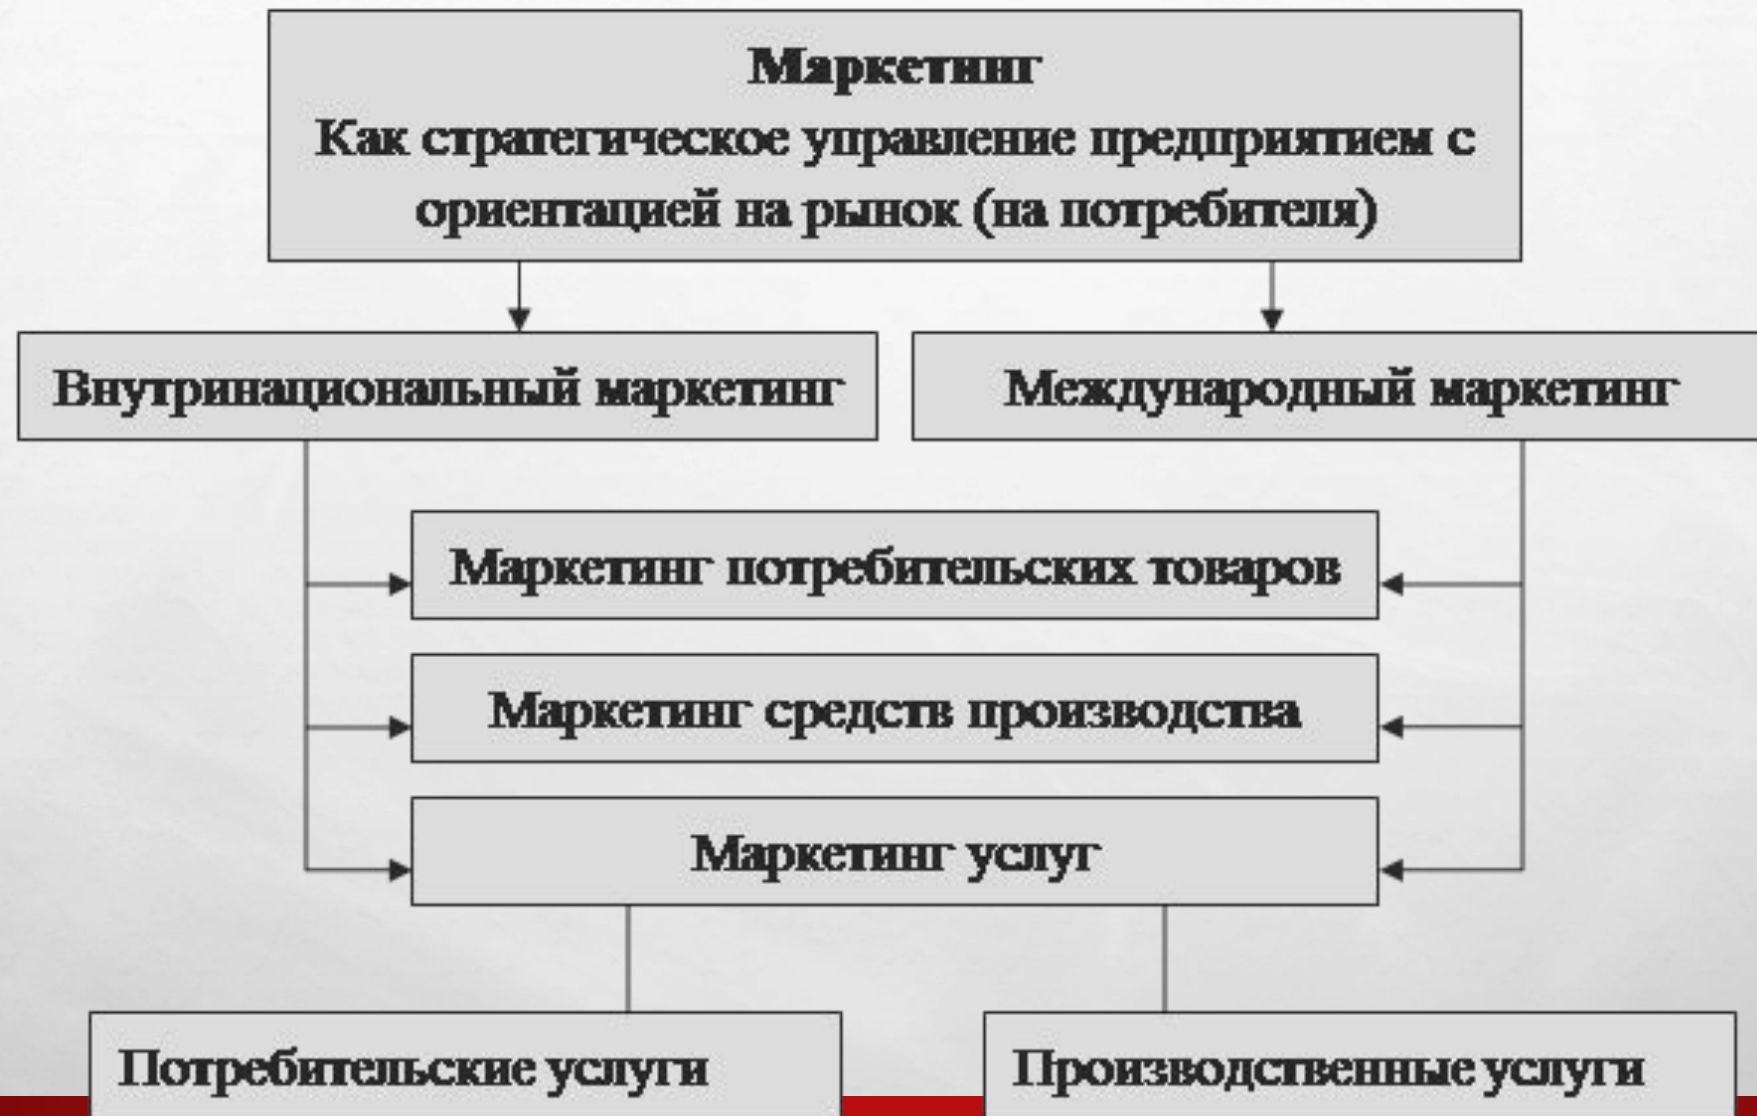 Маркетинг
Как стратегическое управление предприятием с
ориентацией на рынок (на потребителя)
Внутринациональный маркетинг
Международный маркетинг
Маркетинг потребительских товаров
Маркетинг средств производства
Маркетинг услуг
Потребительские услуги
Производственные услуги